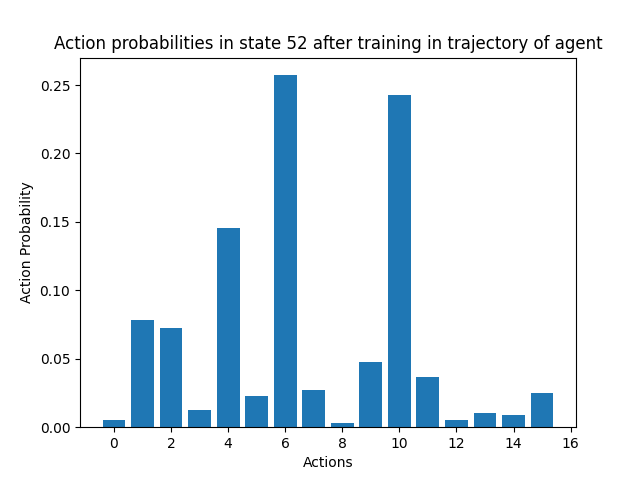 Action probabilities in state 52 after training in trajectory of agent
0.25
0.20
0.15
0.10
0.05
0.00
Action Probability
0 2 4 6 8 10 12 14 16
Actions